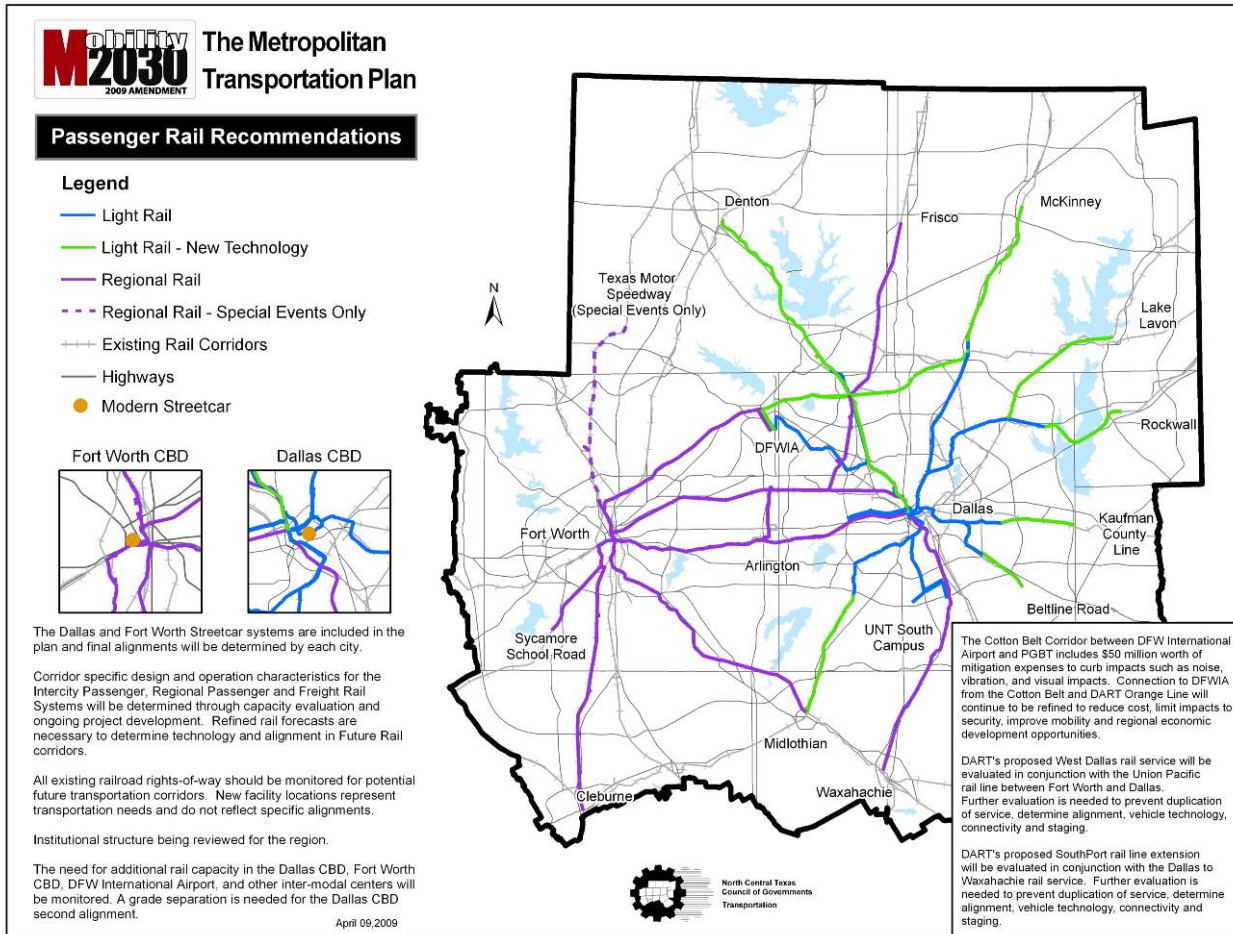 Mobility
M2030
2009 AMENDMENT
The Metropolitan
Transportation Plan
Passenger Rail Recommendations
Legend
Light Rail
Light Rail - New Technology
Regional Rail
Regional Rail - Special Events Only
Existing Rail Corridors
Highways
Modern Streetcar
Fort Worth CBD
Dallas CBD
The Dallas and Fort Worth Streetcar systems are included in the
plan and final alignments will be determined by each city.
Corridor specific design and operation characteristics for the
Intercity Passenger, Regional Passenger and Freight Rail
Systems will be determined through capacity evaluation and
ongoing project development. Refined rail forecasts are
necessary to determine technology and alignment in Future Rail
corridors.
All existing railroad rights-of-way should be monitored for potential
future transportation corridors. New facility locations represent
transportation needs and do not reflect specific alignments.
Institutional structure being reviewed for the region.
The need for additional rail capacity in the Dallas CBD, Fort Worth
CBD, DFW International Airport, and other inter-modal centers will
be monitored. A grade separation is needed for the Dallas CBD
second alignment.
April 09,2009
N
Denton
Frisco
McKinney
Texas Motor
Speedway
(Special Events Only)
Lake
Lavon
Rockwall
DFWIA
Dallas
Fort Worth
Kaufman
County
Line
Arlington
Beltline Road
Sycamore
School Road
UNT South
Campus
Midlothian
Cleburne
Waxahachie
North Central Texas
Council of Governments
Transportation
The Cotton Belt Corridor between DFW International
Airport and PGBT includes $50 million worth of
mitigation expenses to curb impacts such as noise,
vibration, and visual impacts. Connection to DFWIA
from the Cotton Belt and DART Orange Line will
continue to be refined to reduce cost, limit impacts to
security, improve mobility and regional economic
development opportunities.
DART's proposed West Dallas rail service will be
evaluated in conjunction with the Union Pacific
rail line between Fort Worth and Dallas.
Further evaluation is needed to prevent duplication
of service, determine alignment, vehicle technology,
connectivity and staging.
DART's proposed SouthPort rail line extension
will be evaluated in conjunction with the Dallas to
Waxahachie rail service. Further evaluation is
needed to prevent duplication of service, determine
alignment, vehicle technology, connectivity and
staging.